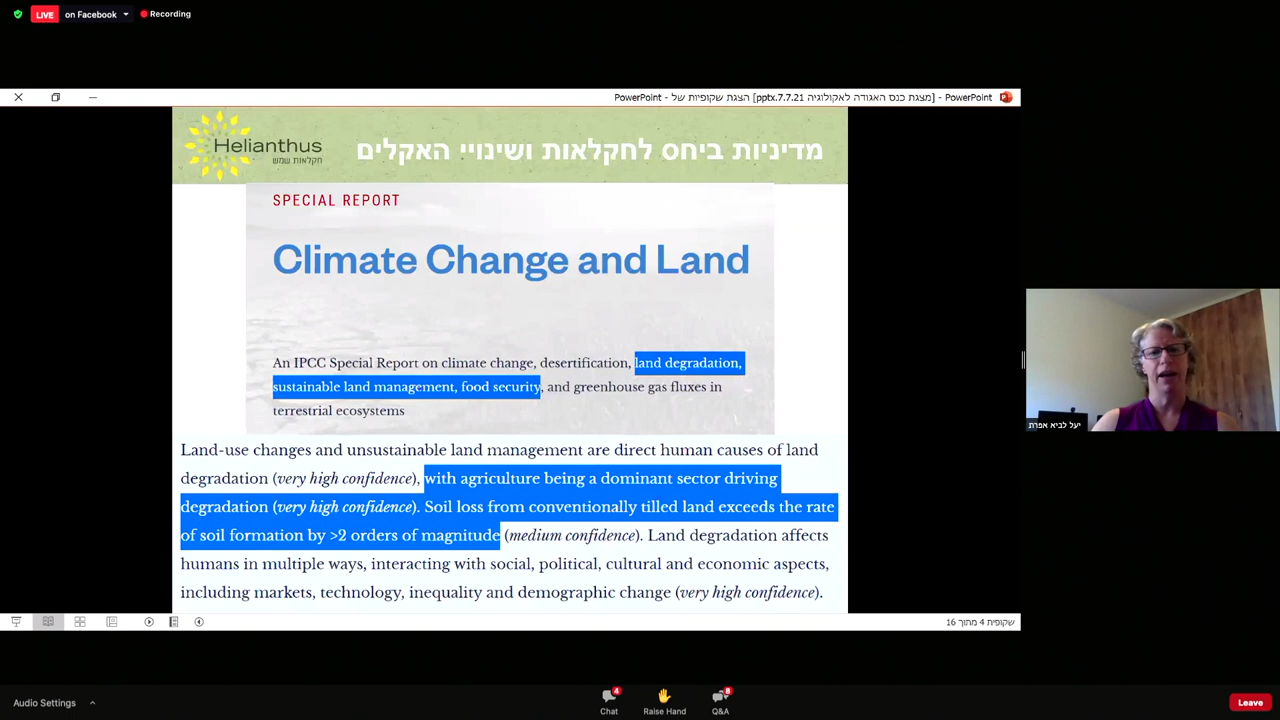 LIVE on Facebook Recording
PowerPoint - [מצגת כנס האגודה לאקולוגיה 7.7.21.pptx] הצגת שקופיות של - PowerPoint
Helianthus
חקלאות שמש
מדיניות ביחס לחקלאות ושינויי האקלים
SPECIAL REPORT
Climate Change and Land
An IPCC Special Report on climate change, desertification, land degradation,
sustainable land management, food security, and greenhouse gas fluxes in
terrestrial ecosystems
Land-use changes and unsustainable land management are direct human causes of land
degradation (very high confidence), with agriculture being a dominant sector driving
degradation (very high confidence). Soil loss from conventionally tilled land exceeds the rate
of soil formation by >2 orders of magnitude (medium confidence). Land degradation affects
humans in multiple ways, interacting with social, political, cultural and economic aspects,
including markets, technology, inequality and demographic change (very high confidence).
יעל לביא אפרת
שקופית 4 מתוך 16
Audio Settings
4
8
Chat
Raise Hand
Q&A
Leave